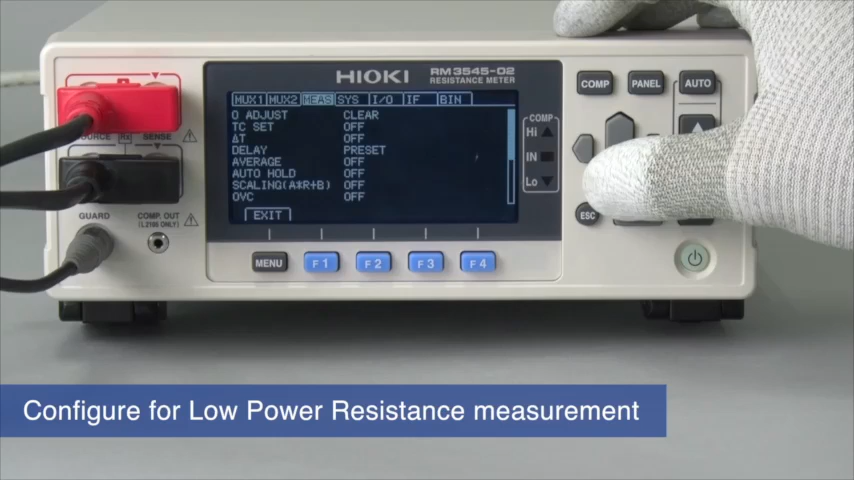 HIOKI
RM3545-02
RESISTANCE METER
MUX1 MUX2 MEAS SYS I/O IF BIN
0 ADJUST CLEAR
TC SET OFF
ΔT OFF
DELAY PRESET
AVERAGE OFF
AUTO HOLD OFF
SCALING(A*R+B) OFF
OVC OFF
EXIT
COMP
Hi
IN
Lo
COMP
PANEL
AUTO
ESC
SENSE
GUARD
COMP. OUT
(L2105 ONLY)
MENU
F1
F2
F3
F4
Configure for Low Power Resistance measurement